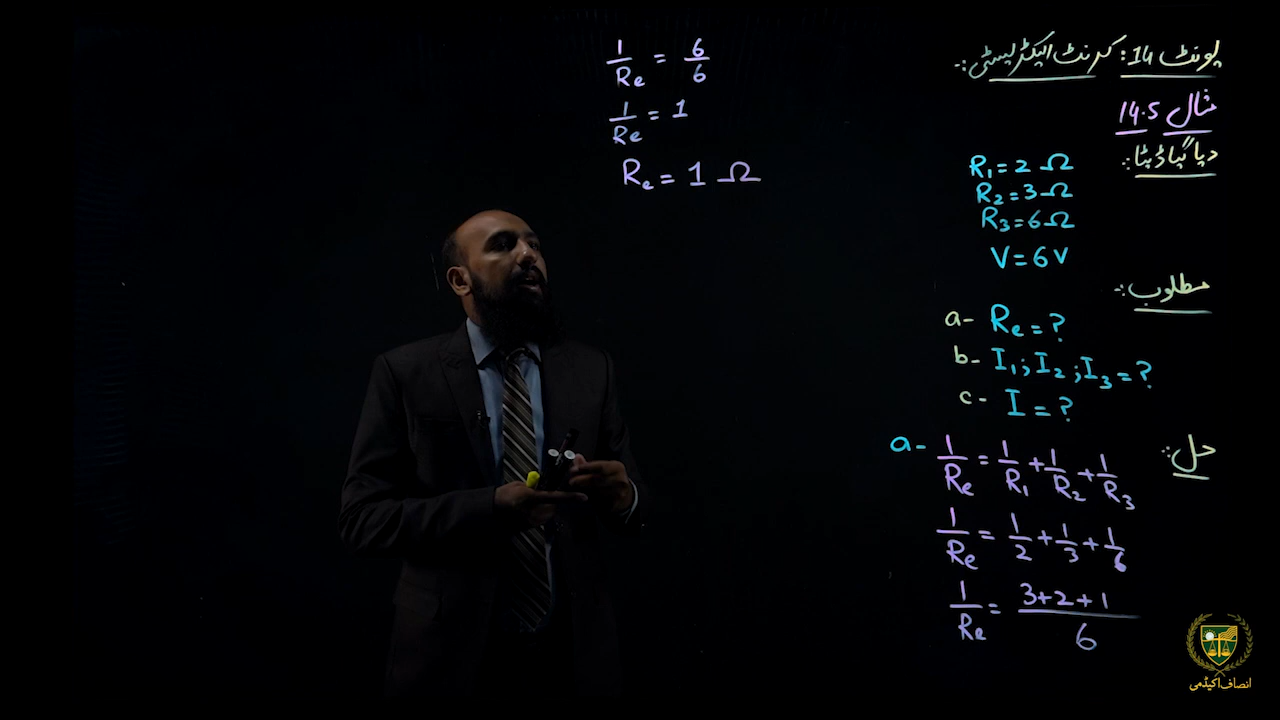 یونٹ 14: کرنٹ الیکٹریسٹی :-
مثال 14.5
دیا گیا ڈیٹا :-
R₁ = 2 Ω
R₂ = 3 Ω
R₃ = 6 Ω
V = 6 V
مطلوب :-
a- Re = ?
b- I₁ ; I₂ ; I₃ = ?
c- I = ?
حل :-
a- 1/Re = 1/R₁ + 1/R₂ + 1/R₃
1/Re = 1/2 + 1/3 + 1/6
1/Re = (3+2+1)/6
1/Re = 6/6
1/Re = 1
Re = 1 Ω
انصاف اکیڈمی